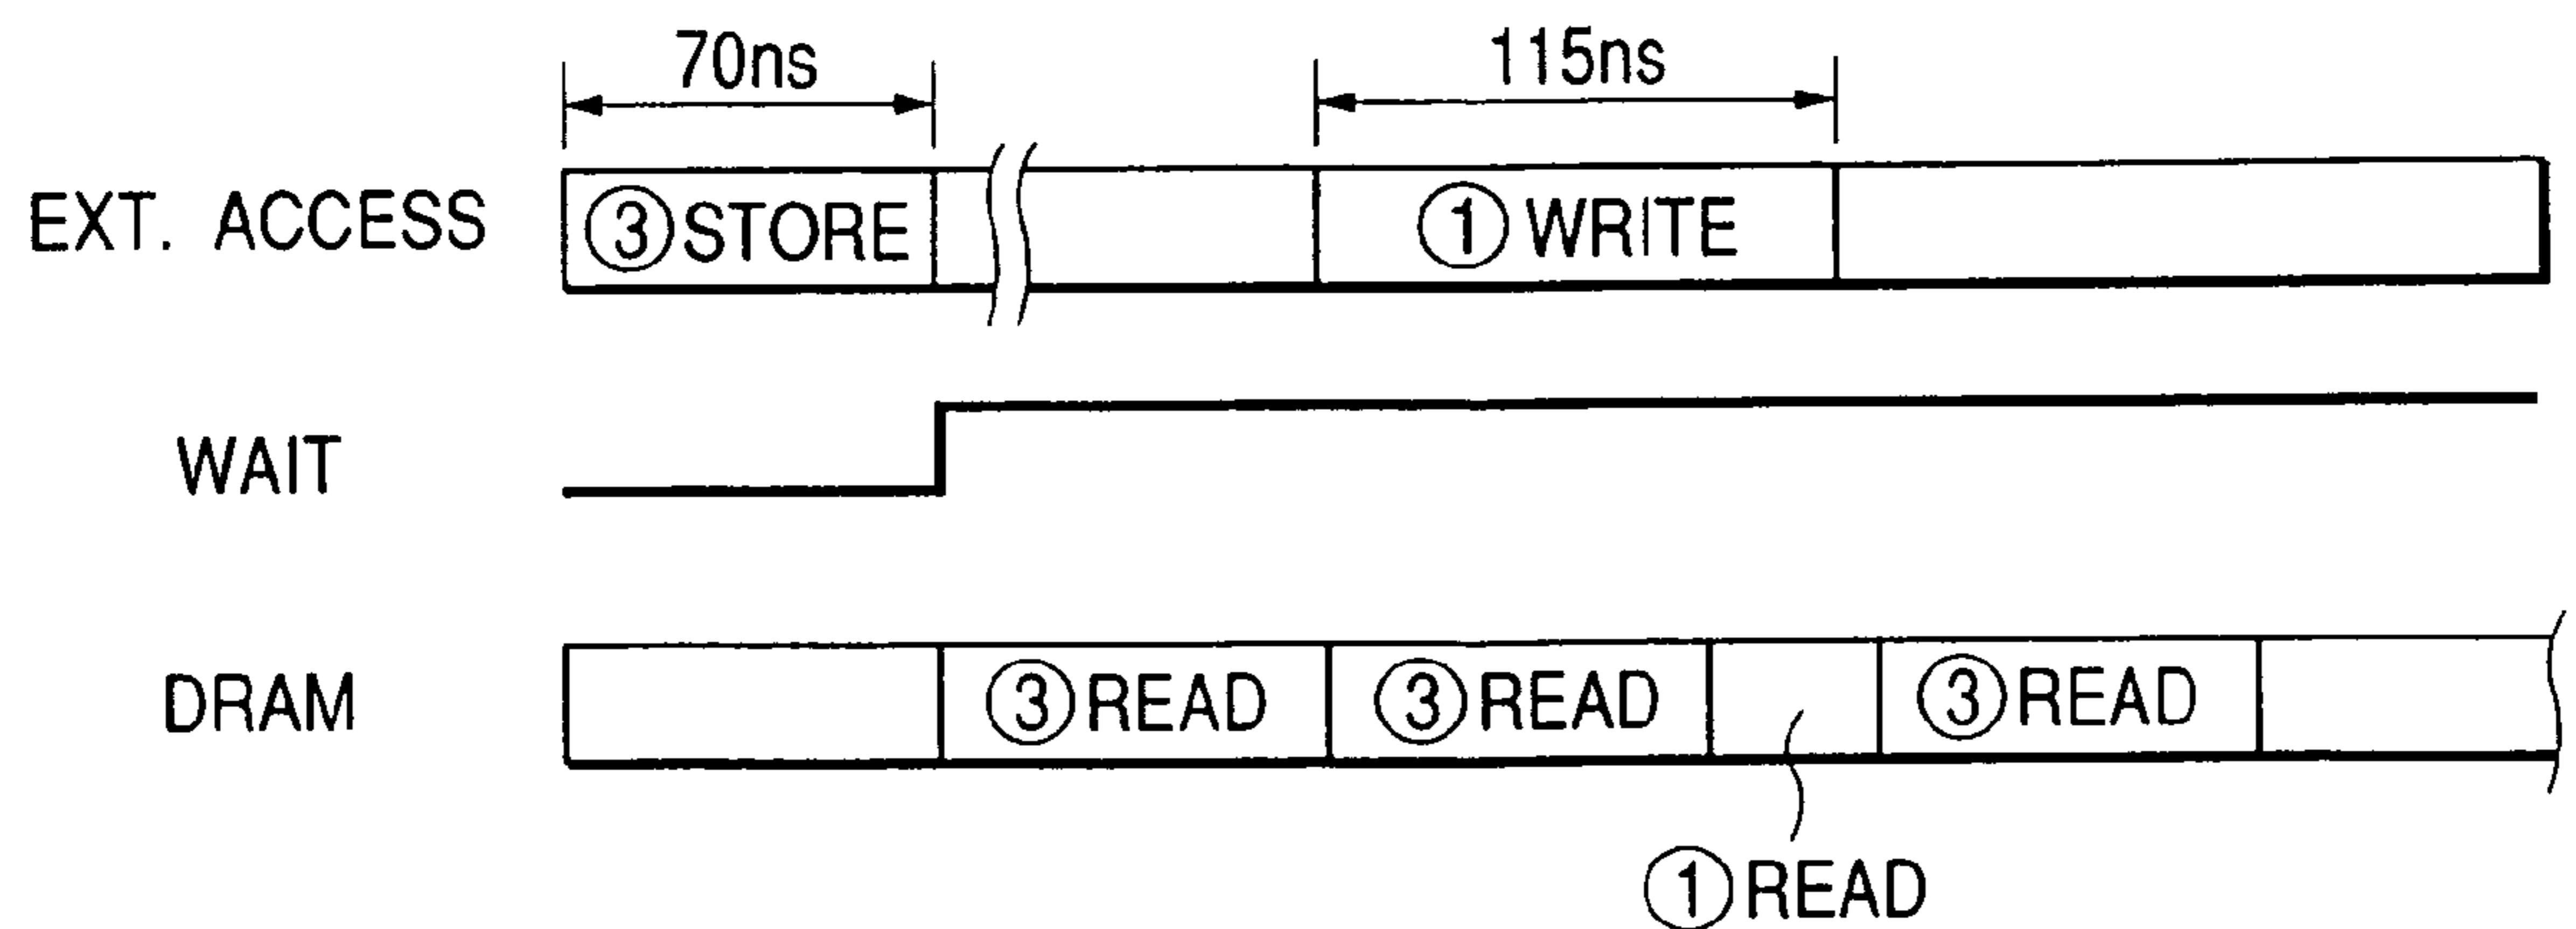 70ns 115ns
EXT. ACCESS ③STORE ①WRITE
WAIT
DRAM ③READ ③READ ③READ
①READ